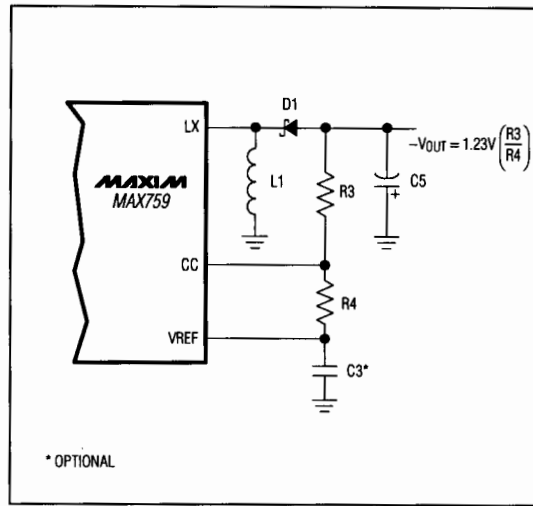 D1
LX
-VOUT = 1.23V (R3/R4)
MAXIM
MAX759
L1
R3
C5
+
CC
R4
VREF
C3*
* OPTIONAL